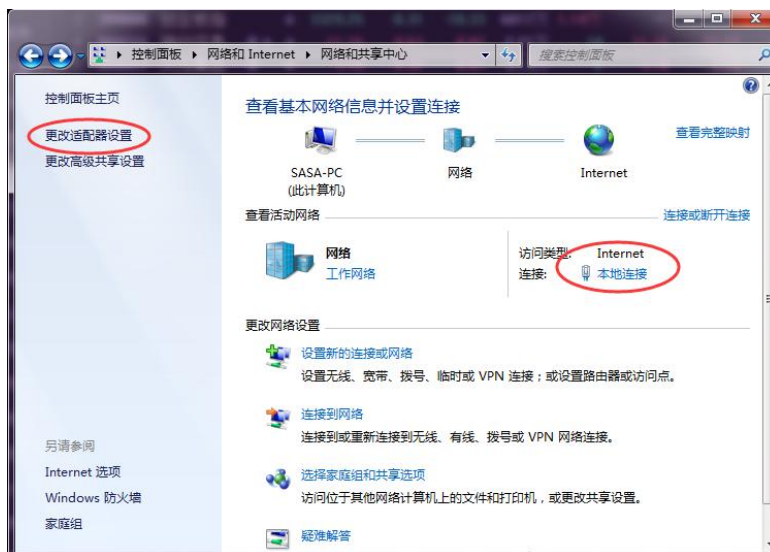 控制面板 ▸ 网络和 Internet ▸ 网络和共享中心
搜索控制面板
控制面板主页
更改适配器设置
更改高级共享设置
查看基本网络信息并设置连接
查看完整映射
SASA-PC
(此计算机)
网络
Internet
查看活动网络
连接或断开连接
网络
工作网络
访问类型: Internet
连接: 本地连接
更改网络设置
设置新的连接或网络
设置无线、宽带、拨号、临时或 VPN 连接；或设置路由器或访问点。
连接到网络
连接到或重新连接到无线、有线、拨号或 VPN 网络连接。
选择家庭组和共享选项
访问位于其他网络计算机上的文件和打印机，或更改共享设置。
疑难解答
另请参阅
Internet 选项
Windows 防火墙
家庭组